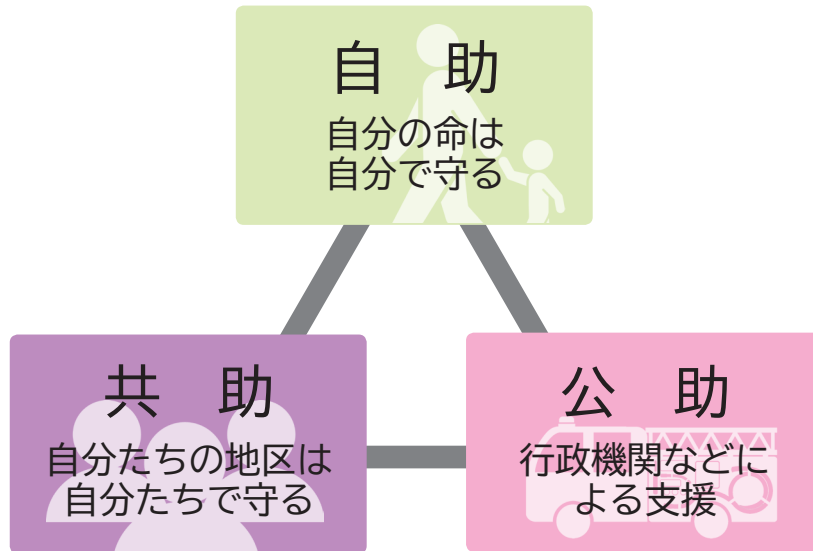 自　助
自分の命は
自分で守る
共　助
自分たちの地区は
自分たちで守る
公　助
行政機関などに
よる支援